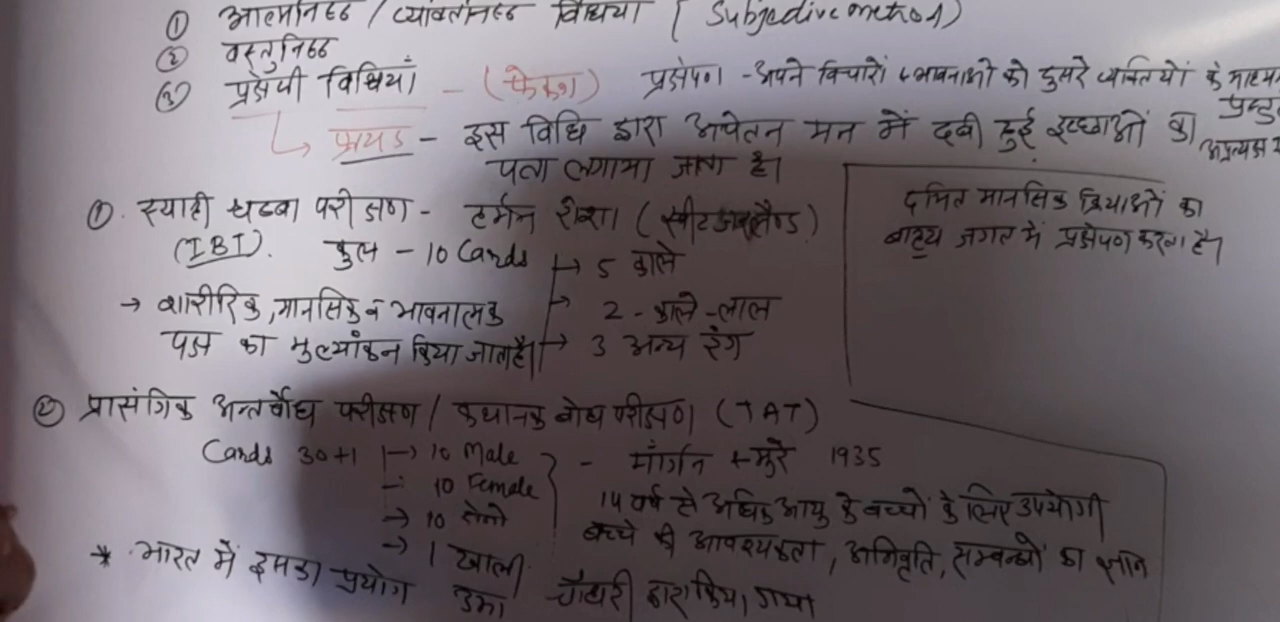 ① आत्मनिष्ठ / व्यक्तिनिष्ठ विधियाँ ( Subjective method)
② वस्तुनिष्ठ
③ प्रक्षेपी विधियाँ - (फेकना) प्रक्षेपण - अपने विचारों व भावनाओं को दुसरे व्यक्तियों के माध्यम
अप्रत्यक्ष
↳ फ्रायड - इस विधि द्वारा अचेतन मन में दबी हुई इच्छाओं का
पता लगाया जाता है।
दमित मानसिक क्रियाओं का
बाह्य जगत में प्रक्षेपण करना है।
①. स्याही धब्बा परीक्षण - हर्मन रोशा (स्वीटजरलैण्ड)
(IBT). कुल - 10 Cards → 5 काले
→ शारीरिक, मानसिक व भावनात्मक → 2 - काले - लाल
पक्ष का मुल्यांकन किया जाता है। → 3 अन्य रंग
② प्रासंगिक अन्तर्बोध परीक्षण / कथानक बोध परीक्षण (TAT)
Cards 30+1 → 10 Male - मॉर्गन + मुरे 1935
10 Female 14 वर्ष से अधिक आयु के बच्चों के लिए उपयोगी
→ 10 दोनो बच्चे की आवश्यकता, अभिवृति, सम्बन्धों का ज्ञान
→ 1 खाली
* भारत में इसका प्रयोग उमा चौधरी द्वारा किया गया